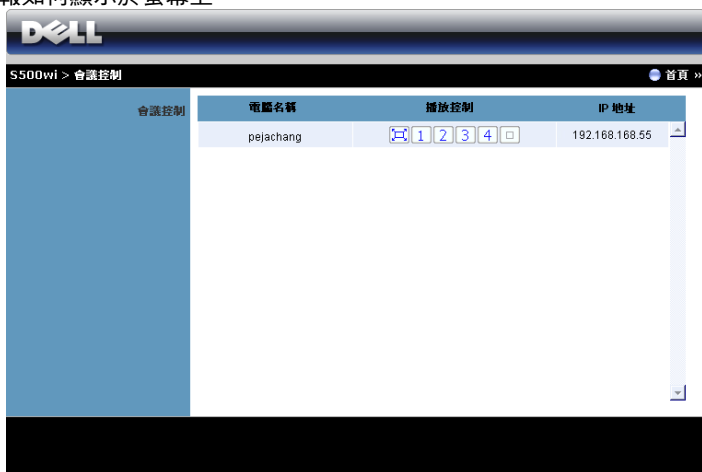 報如何顯示於螢幕上
DELL
S500wi > 會議控制
首頁 »
會議控制
電腦名稱 播放控制 IP 地址
pejachang 1 2 3 4 192.168.168.55